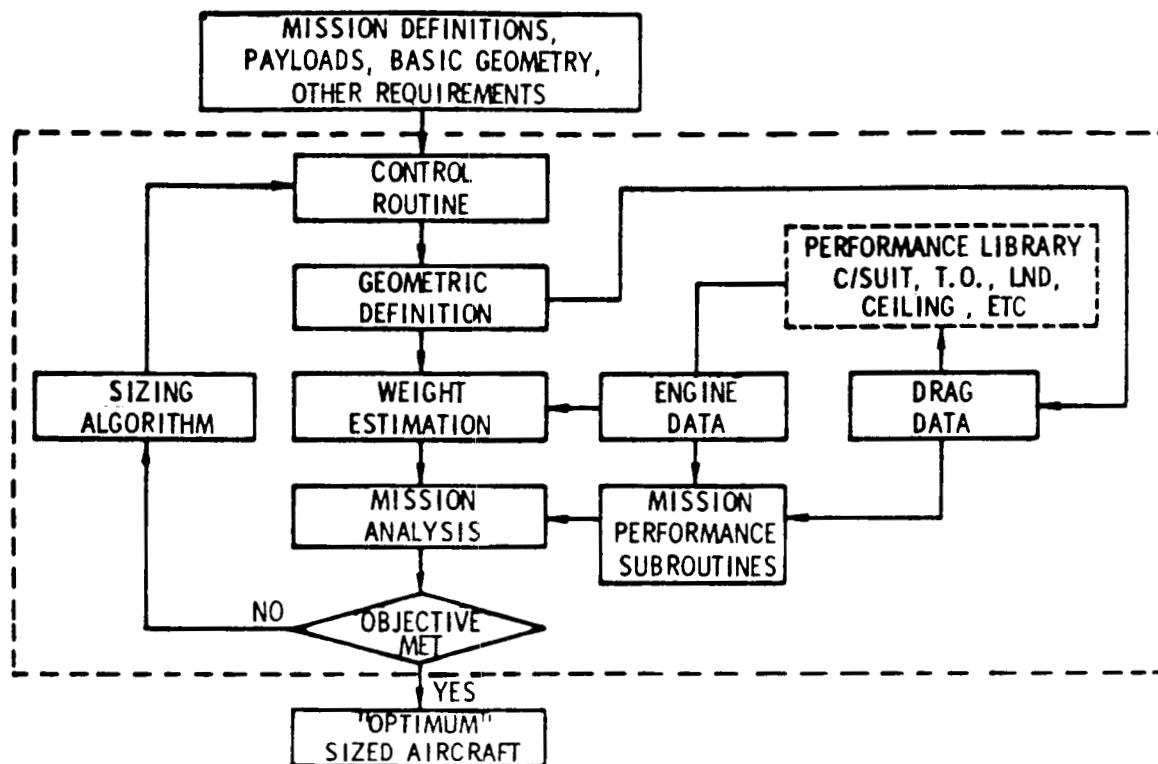 MISSION DEFINITIONS,
PAYLOADS, BASIC GEOMETRY,
OTHER REQUIREMENTS
CONTROL
ROUTINE
GEOMETRIC
DEFINITION
PERFORMANCE LIBRARY
C/SUIT, T.O., LND,
CEILING, ETC
SIZING
ALGORITHM
WEIGHT
ESTIMATION
ENGINE
DATA
DRAG
DATA
MISSION
ANALYSIS
MISSION
PERFORMANCE
SUBROUTINES
NO
OBJECTIVE
MET
YES
"OPTIMUM"
SIZED AIRCRAFT